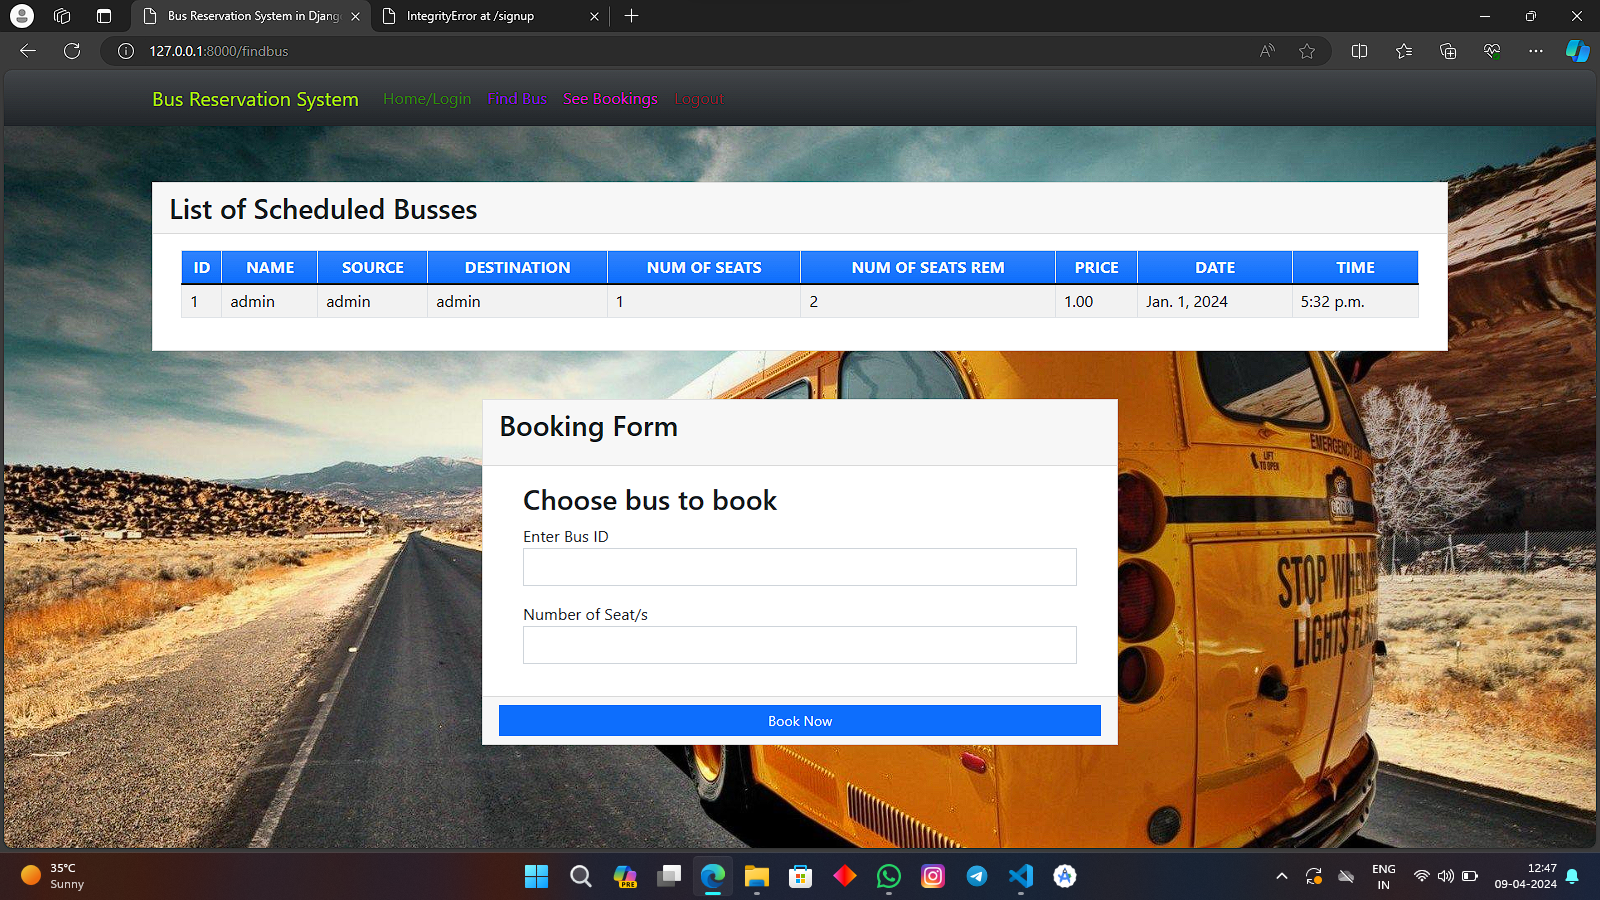 Bus Reservation System in Djang
IntegrityError at /signup
127.0.0.1:8000/findbus
Bus Reservation System Home/Login Find Bus See Bookings Logout
List of Scheduled Busses
ID NAME SOURCE DESTINATION NUM OF SEATS NUM OF SEATS REM PRICE DATE TIME
1 admin admin admin 1 2 1.00 Jan. 1, 2024 5:32 p.m.
Booking Form
Choose bus to book
Enter Bus ID
Number of Seat/s
Book Now
EMERGENCY
LIFT
TO OPEN
STOP WHEN
LIGHTS
35°C
Sunny
PRE
ENG
IN
12:47
09-04-2024